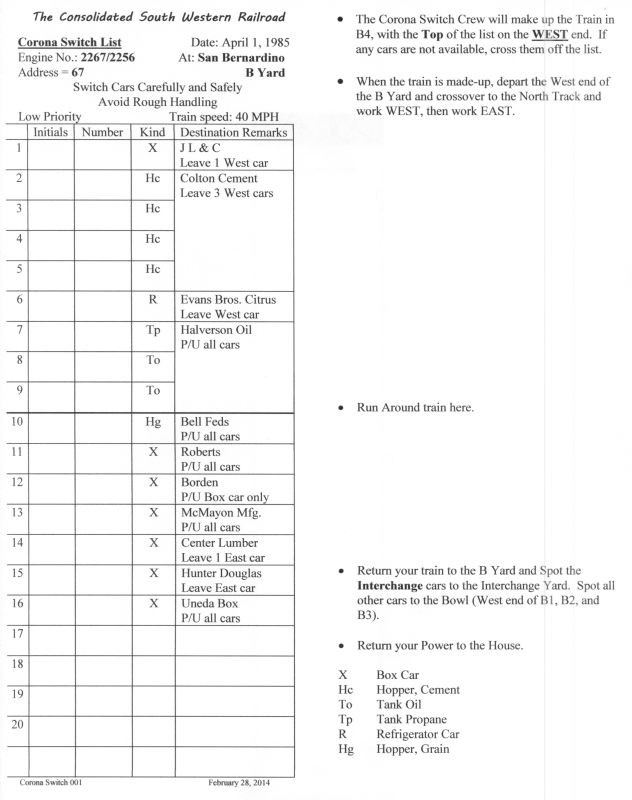 The Consolidated South Western Railroad
Corona Switch List Date: April 1, 1985
Engine No.: 2267/2256 At: San Bernardino
Address = 67 B Yard
Switch Cars Carefully and Safely
Avoid Rough Handling
Low Priority Train speed: 40 MPH
Initials Number Kind Destination Remarks
1 X J L & C
Leave 1 West car
2 Hc Colton Cement
Leave 3 West cars
3 Hc
4 Hc
5 Hc
6 R Evans Bros. Citrus
Leave West car
7 Tp Halverson Oil
P/U all cars
8 To
9 To
10 Hg Bell Feds
P/U all cars
11 X Roberts
P/U all cars
12 X Borden
P/U Box car only
13 X McMayon Mfg.
P/U all cars
14 X Center Lumber
Leave 1 East car
15 X Hunter Douglas
Leave East car
16 X Uneda Box
P/U all cars
17
18
19
20
Corona Switch 001 February 28, 2014
• The Corona Switch Crew will make up the Train in
B4, with the Top of the list on the WEST end. If
any cars are not available, cross them off the list.
• When the train is made-up, depart the West end of
the B Yard and crossover to the North Track and
work WEST, then work EAST.
• Run Around train here.
• Return your train to the B Yard and Spot the
Interchange cars to the Interchange Yard. Spot all
other cars to the Bowl (West end of B1, B2, and
B3).
• Return your Power to the House.
X Box Car
Hc Hopper, Cement
To Tank Oil
Tp Tank Propane
R Refrigerator Car
Hg Hopper, Grain